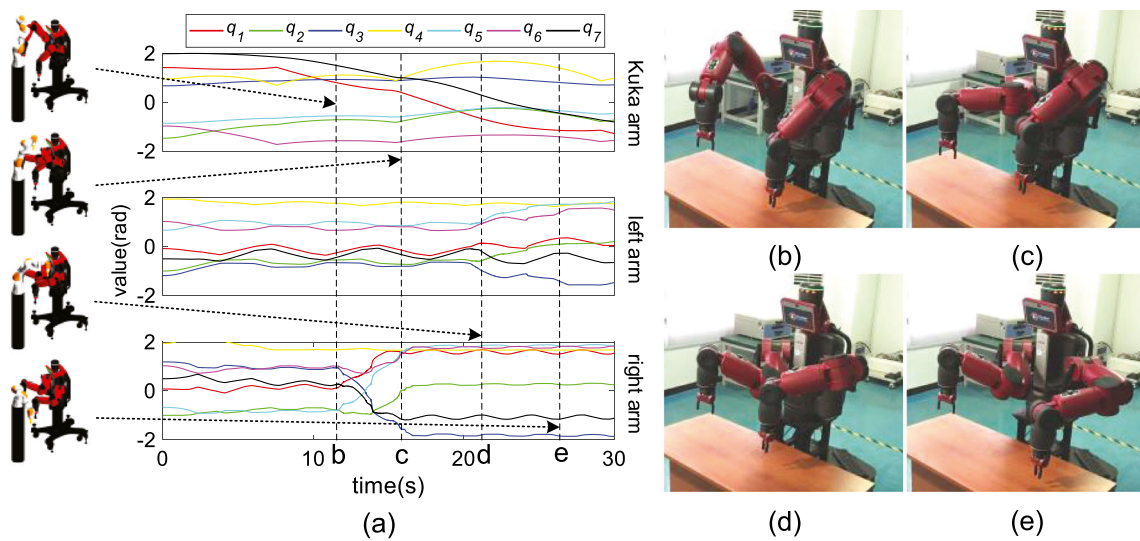 q1 q2 q3 q4 q5 q6 q7
2
0
-2
Kuka arm
2
0
-2
left arm
value(rad)
2
0
-2
right arm
b c d e
0 10 20 30
time(s)
(a)
(b) (c)
(d) (e)